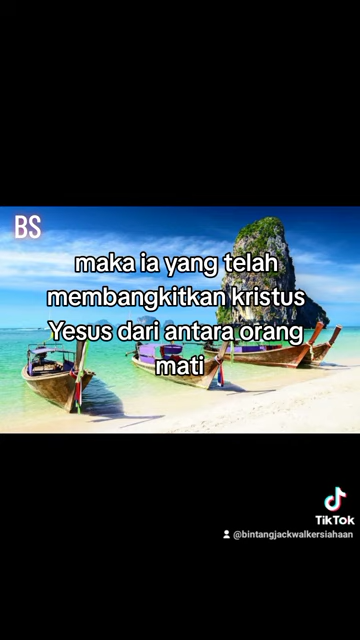 BS
maka ia yang telah
membangkitkan kristus
Yesus dari antara orang
mati
TikTok
@bintangjackwalkersiahaan